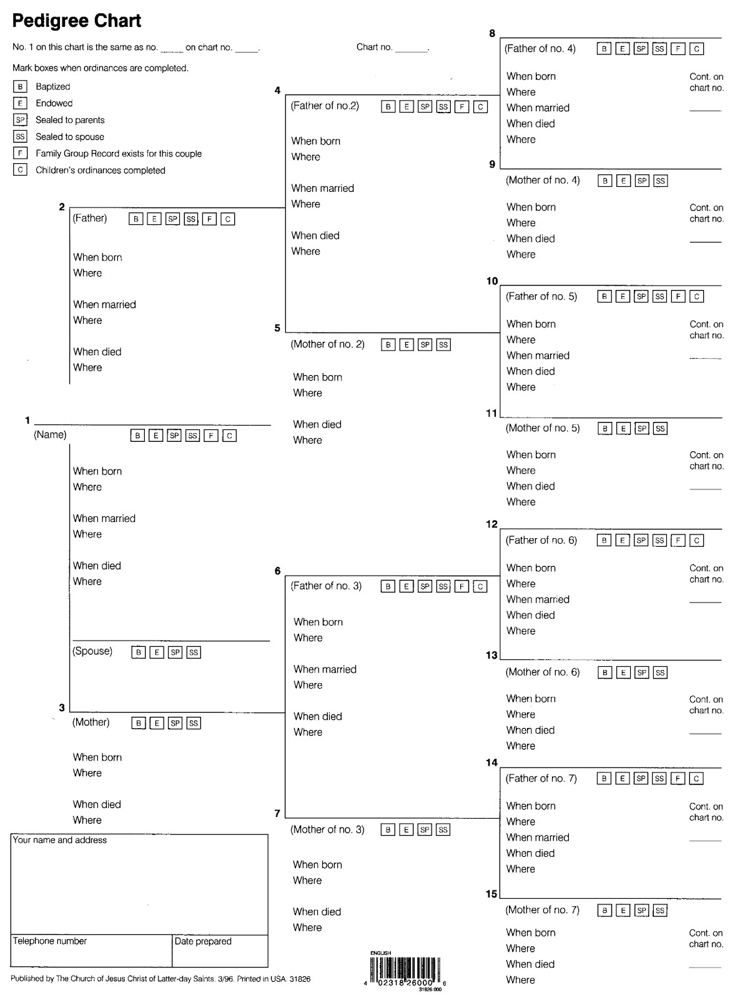 Pedigree Chart
No. 1 on this chart is the same as no. _____ on chart no. _____.
Chart no. _______.
Mark boxes when ordinances are completed.
B Baptized
E Endowed
SP Sealed to parents
SS Sealed to spouse
F Family Group Record exists for this couple
C Children's ordinances completed
2
(Father) B E SP SS F C
When born
Where
When married
Where
When died
Where
1
(Name) B E SP SS F C
When born
Where
When married
Where
When died
Where
(Spouse) B E SP SS
3
(Mother) B E SP SS
When born
Where
When died
Where
Your name and address
Telephone number
Date prepared
Published by The Church of Jesus Christ of Latter-day Saints. 3/96. Printed in USA. 31826
4
(Father of no.2) B E SP SS F C
When born
Where
When married
Where
When died
Where
5
(Mother of no. 2) B E SP SS
When born
Where
When died
Where
6
(Father of no. 3) B E SP SS F C
When born
Where
When married
Where
When died
Where
7
(Mother of no. 3) B E SP SS
When born
Where
When died
Where
ENGLISH
4 02318 26000 6
31826 000
8
(Father of no. 4) B E SP SS F C
When born
Where
When married
When died
Where
Cont. on
chart no.
9
(Mother of no. 4) B E SP SS
When born
Where
When died
Where
Cont. on
chart no.
10
(Father of no. 5) B E SP SS F C
When born
Where
When married
When died
Where
Cont. on
chart no.
11
(Mother of no. 5) B E SP SS
When born
Where
When died
Where
Cont. on
chart no.
12
(Father of no. 6) B E SP SS F C
When born
Where
When married
When died
Where
Cont. on
chart no.
13
(Mother of no. 6) B E SP SS
When born
Where
When died
Where
Cont. on
chart no.
14
(Father of no. 7) B E SP SS F C
When born
Where
When married
When died
Where
Cont. on
chart no.
15
(Mother of no. 7) B E SP SS
When born
Where
When died
Where
Cont. on
chart no.